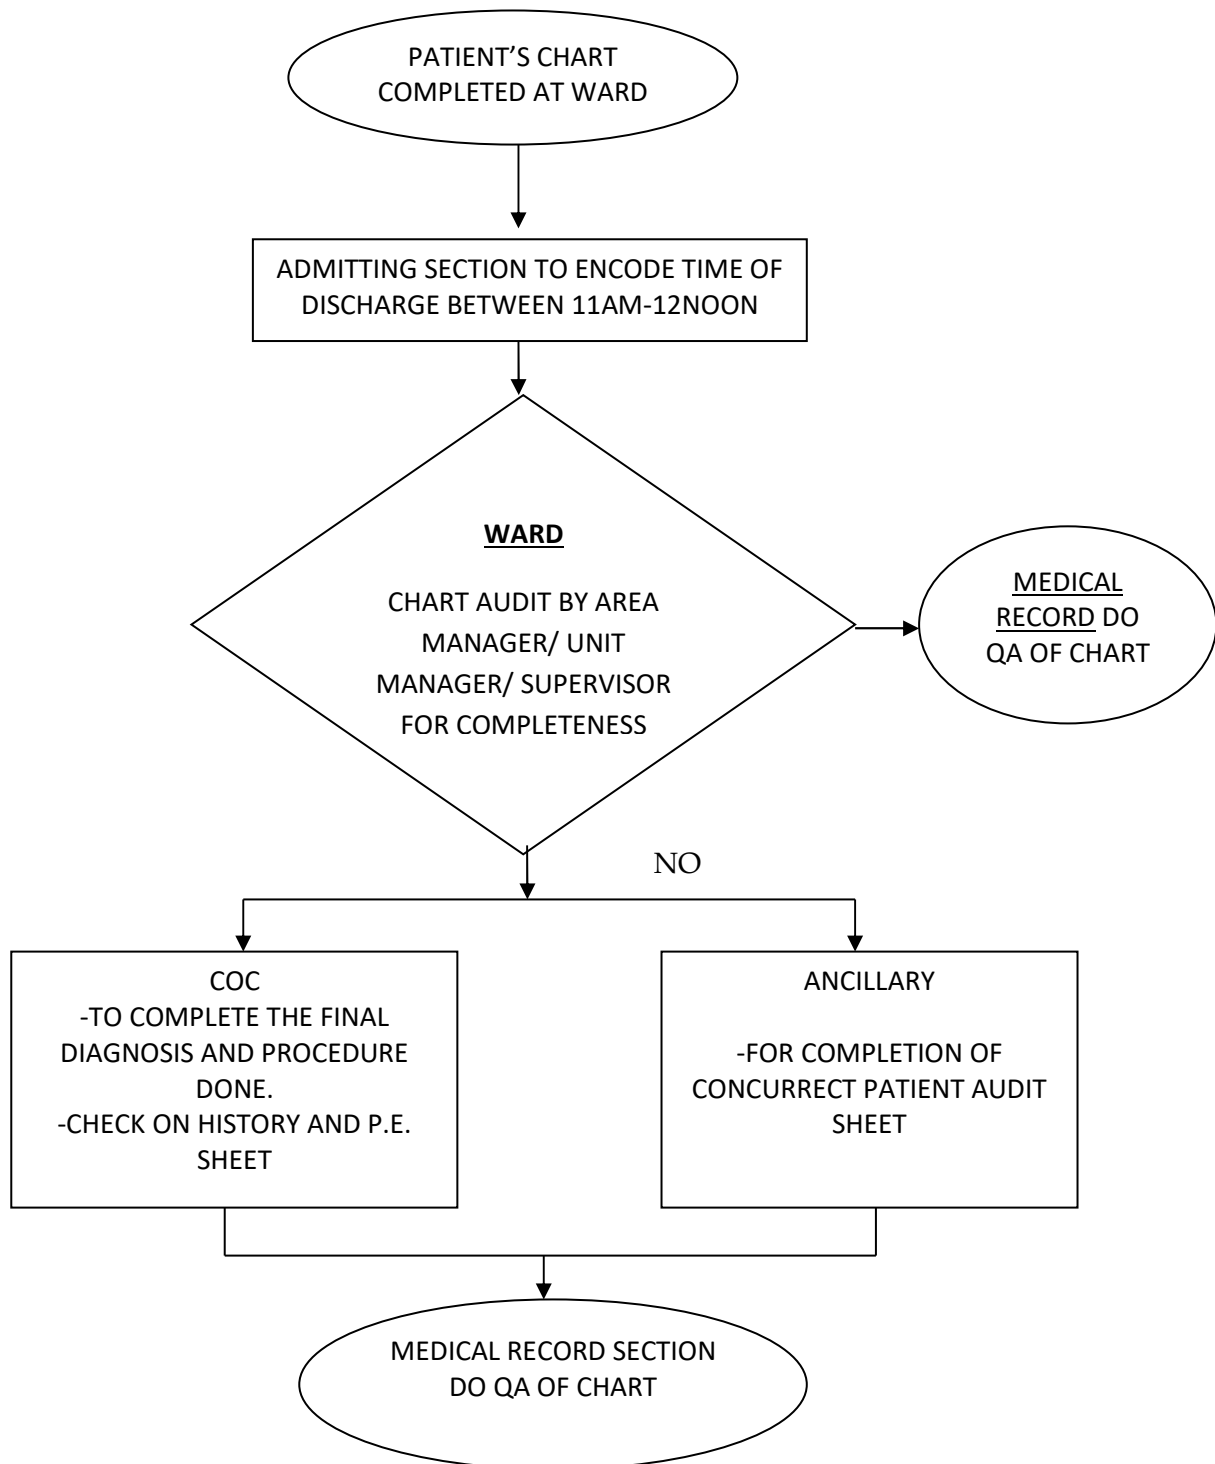 PATIENT’S CHART
COMPLETED AT WARD
ADMITTING SECTION TO ENCODE TIME OF
DISCHARGE BETWEEN 11AM-12NOON
WARD
CHART AUDIT BY AREA
MANAGER/ UNIT
MANAGER/ SUPERVISOR
FOR COMPLETENESS
MEDICAL
RECORD DO
QA OF CHART
NO
COC
-TO COMPLETE THE FINAL
DIAGNOSIS AND PROCEDURE
DONE.
-CHECK ON HISTORY AND P.E.
SHEET
ANCILLARY
-FOR COMPLETION OF
CONCURRECT PATIENT AUDIT
SHEET
MEDICAL RECORD SECTION
DO QA OF CHART